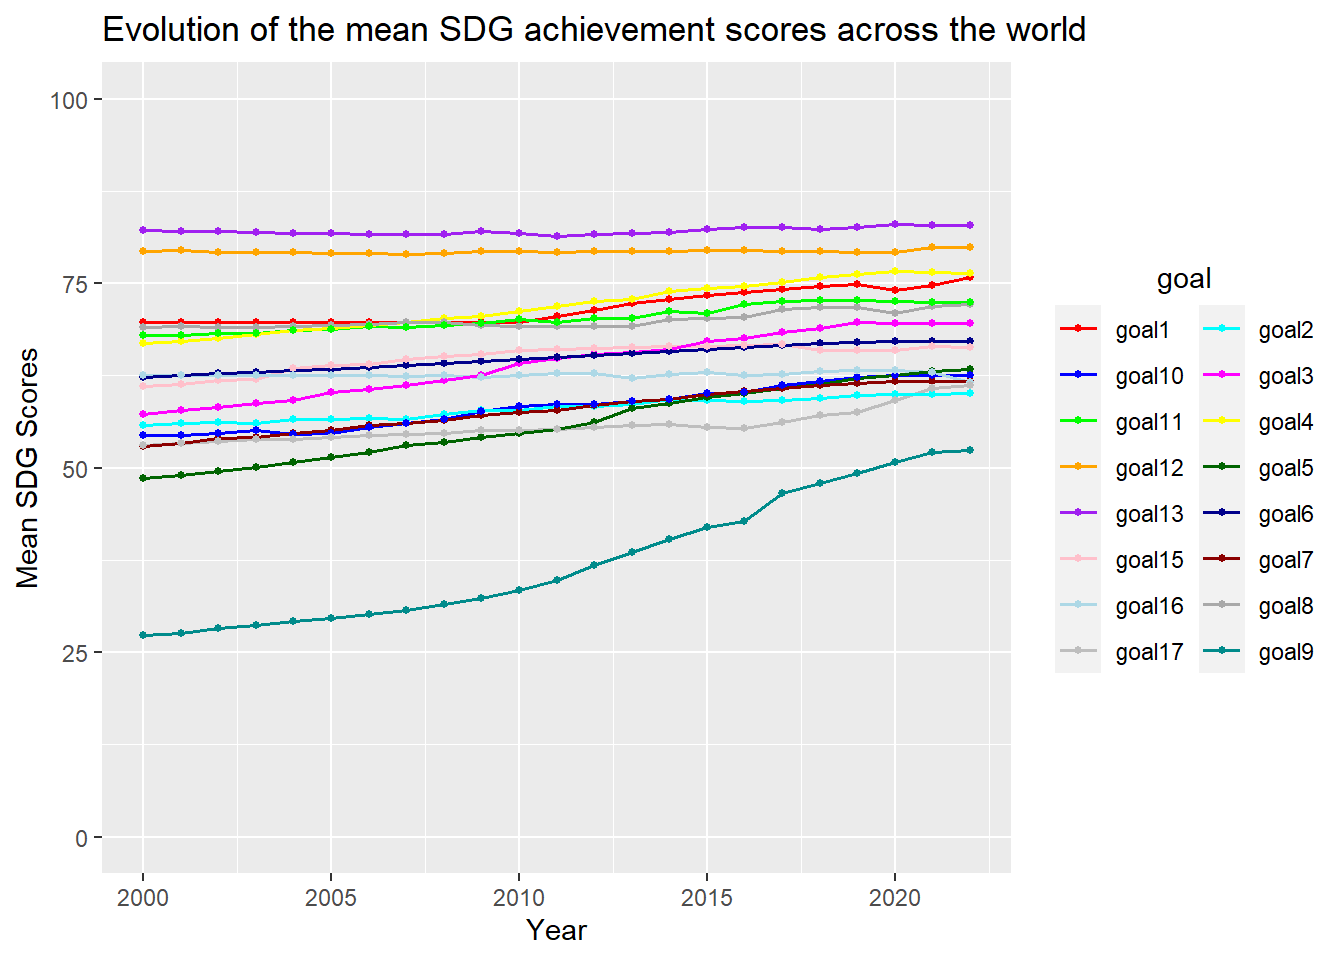 Evolution of the mean SDG achievement scores across the world
Mean SDG Scores
100
75
50
25
0
2000 2005 2010 2015 2020
Year
goal
goal1 goal2
goal10 goal3
goal11 goal4
goal12 goal5
goal13 goal6
goal15 goal7
goal16 goal8
goal17 goal9